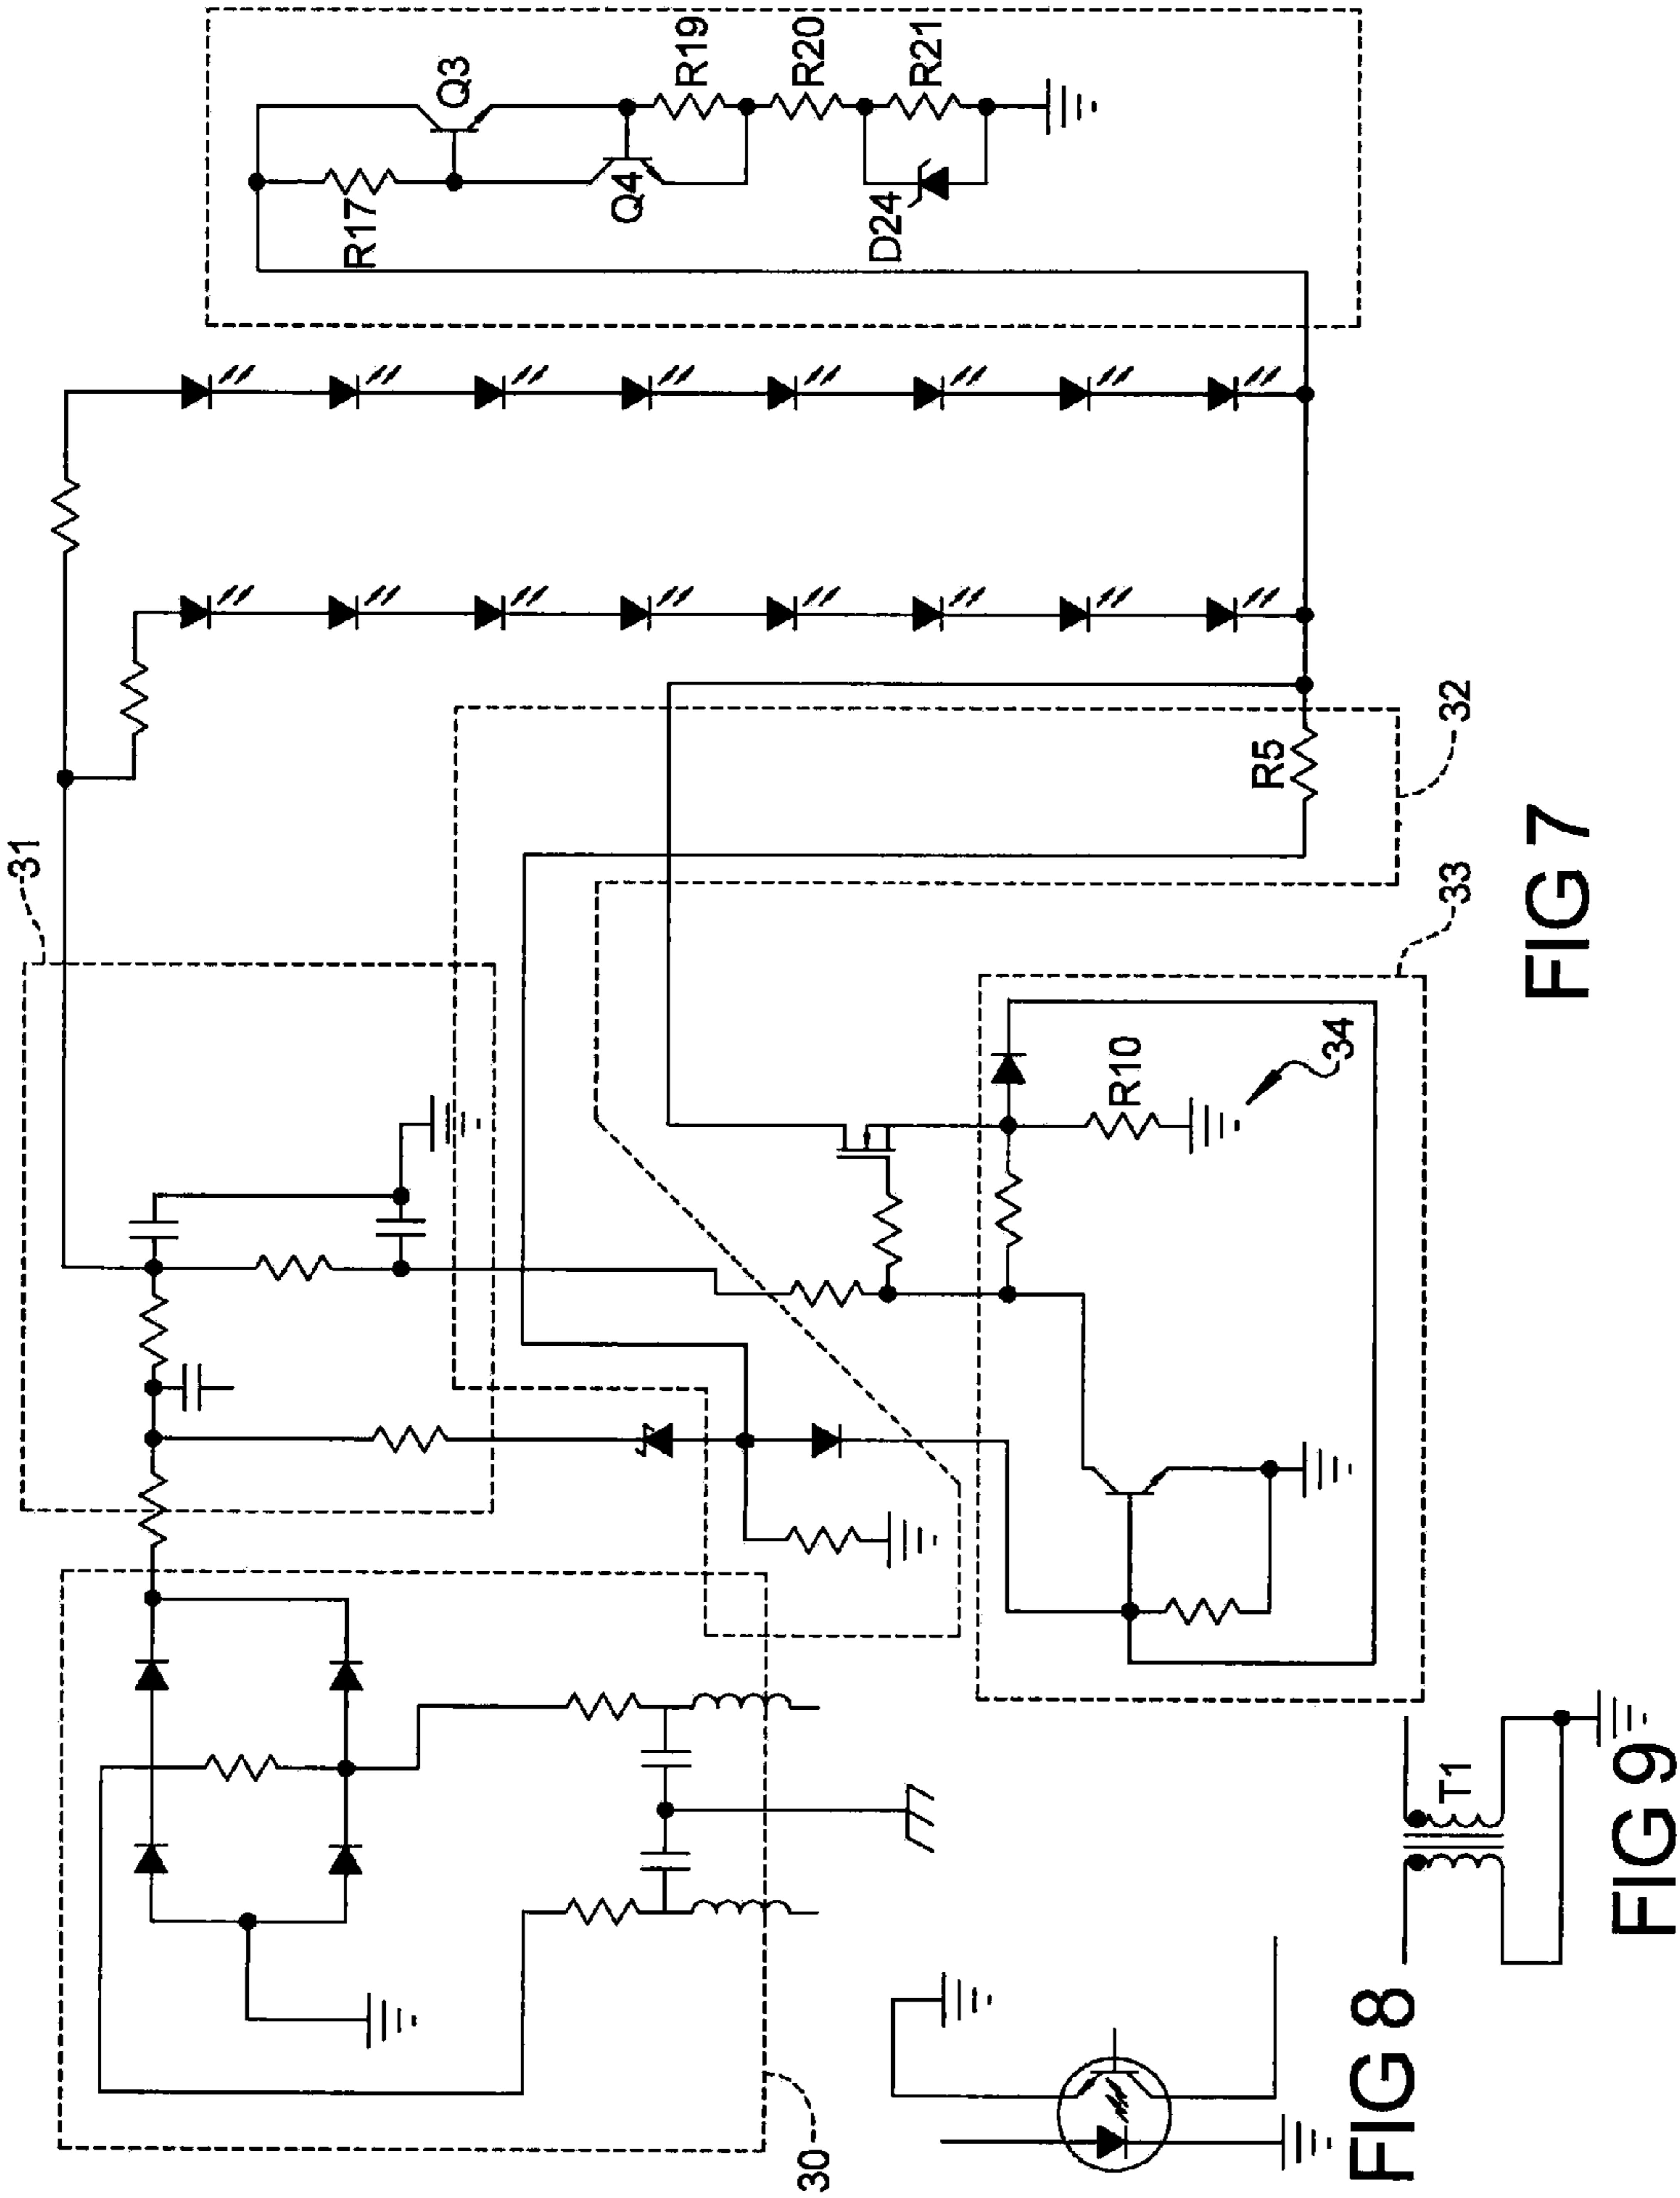 R17
Q3
Q4
R19
R20
D24
R21
31
R5
32
R10
34
33
30
FIG 7
FIG 8
T1
FIG 9